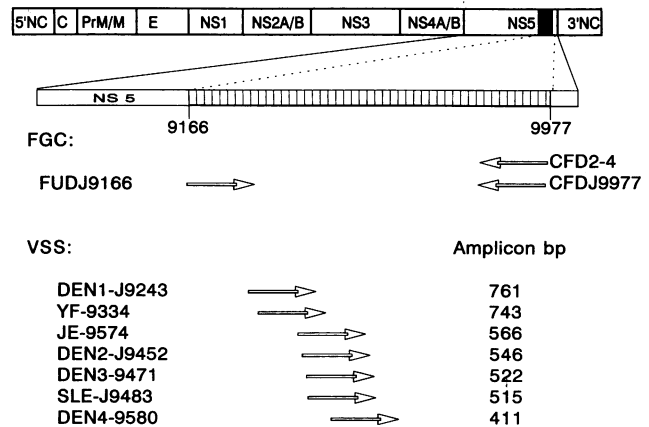 5'NC C PrM/M E NS1 NS2A/B NS3 NS4A/B NS5 3'NC
NS 5
9166 9977
FGC:
CFD2-4
FUDJ9166 CFDJ9977
VSS: Amplicon bp
DEN1-J9243 761
YF-9334 743
JE-9574 566
DEN2-J9452 546
DEN3-9471 522
SLE-J9483 515
DEN4-9580 411